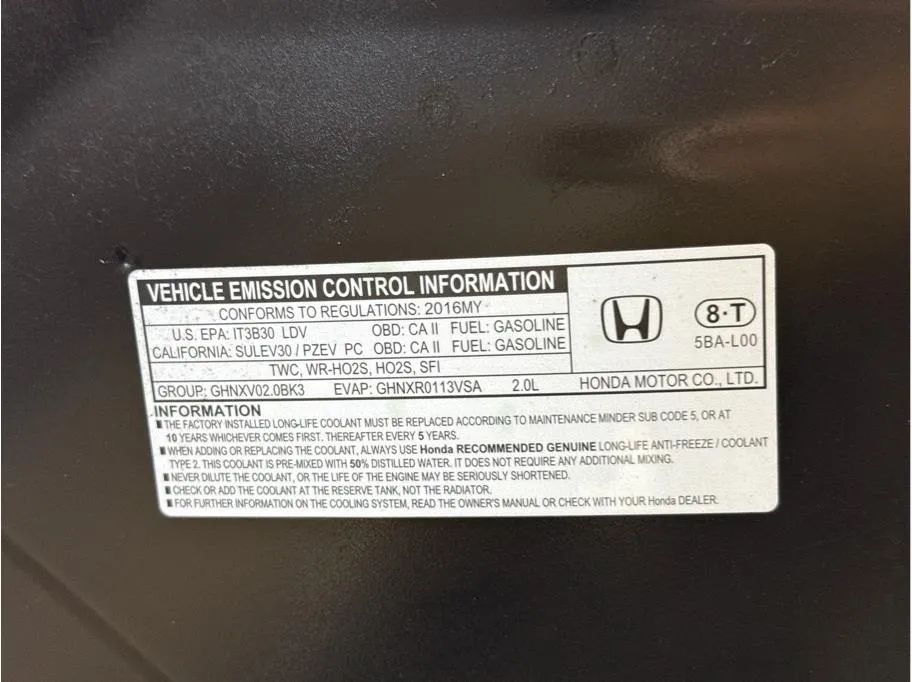 VEHICLE EMISSION CONTROL INFORMATION
CONFORMS TO REGULATIONS: 2016MY
U.S. EPA: IT3B30 LDV OBD: CA II FUEL: GASOLINE
CALIFORNIA: SULEV30 / PZEV PC OBD: CA II FUEL: GASOLINE
TWC, WR-HO2S, HO2S, SFI
GROUP: GHNXV02.0BK3 EVAP: GHNXR0113VSA 2.0L
8·T
5BA-L00
HONDA MOTOR CO., LTD.
INFORMATION
■ THE FACTORY INSTALLED LONG-LIFE COOLANT MUST BE REPLACED ACCORDING TO MAINTENANCE MINDER SUB CODE 5, OR AT
10 YEARS WHICHEVER COMES FIRST. THEREAFTER EVERY 5 YEARS.
■ WHEN ADDING OR REPLACING THE COOLANT, ALWAYS USE Honda RECOMMENDED GENUINE LONG-LIFE ANTI-FREEZE / COOLANT
TYPE 2. THIS COOLANT IS PRE-MIXED WITH 50% DISTILLED WATER. IT DOES NOT REQUIRE ANY ADDITIONAL MIXING.
■ NEVER DILUTE THE COOLANT, OR THE LIFE OF THE ENGINE MAY BE SERIOUSLY SHORTENED.
■ CHECK OR ADD THE COOLANT AT THE RESERVE TANK, NOT THE RADIATOR.
■ FOR FURTHER INFORMATION ON THE COOLING SYSTEM, READ THE OWNER'S MANUAL OR CHECK WITH YOUR Honda DEALER.